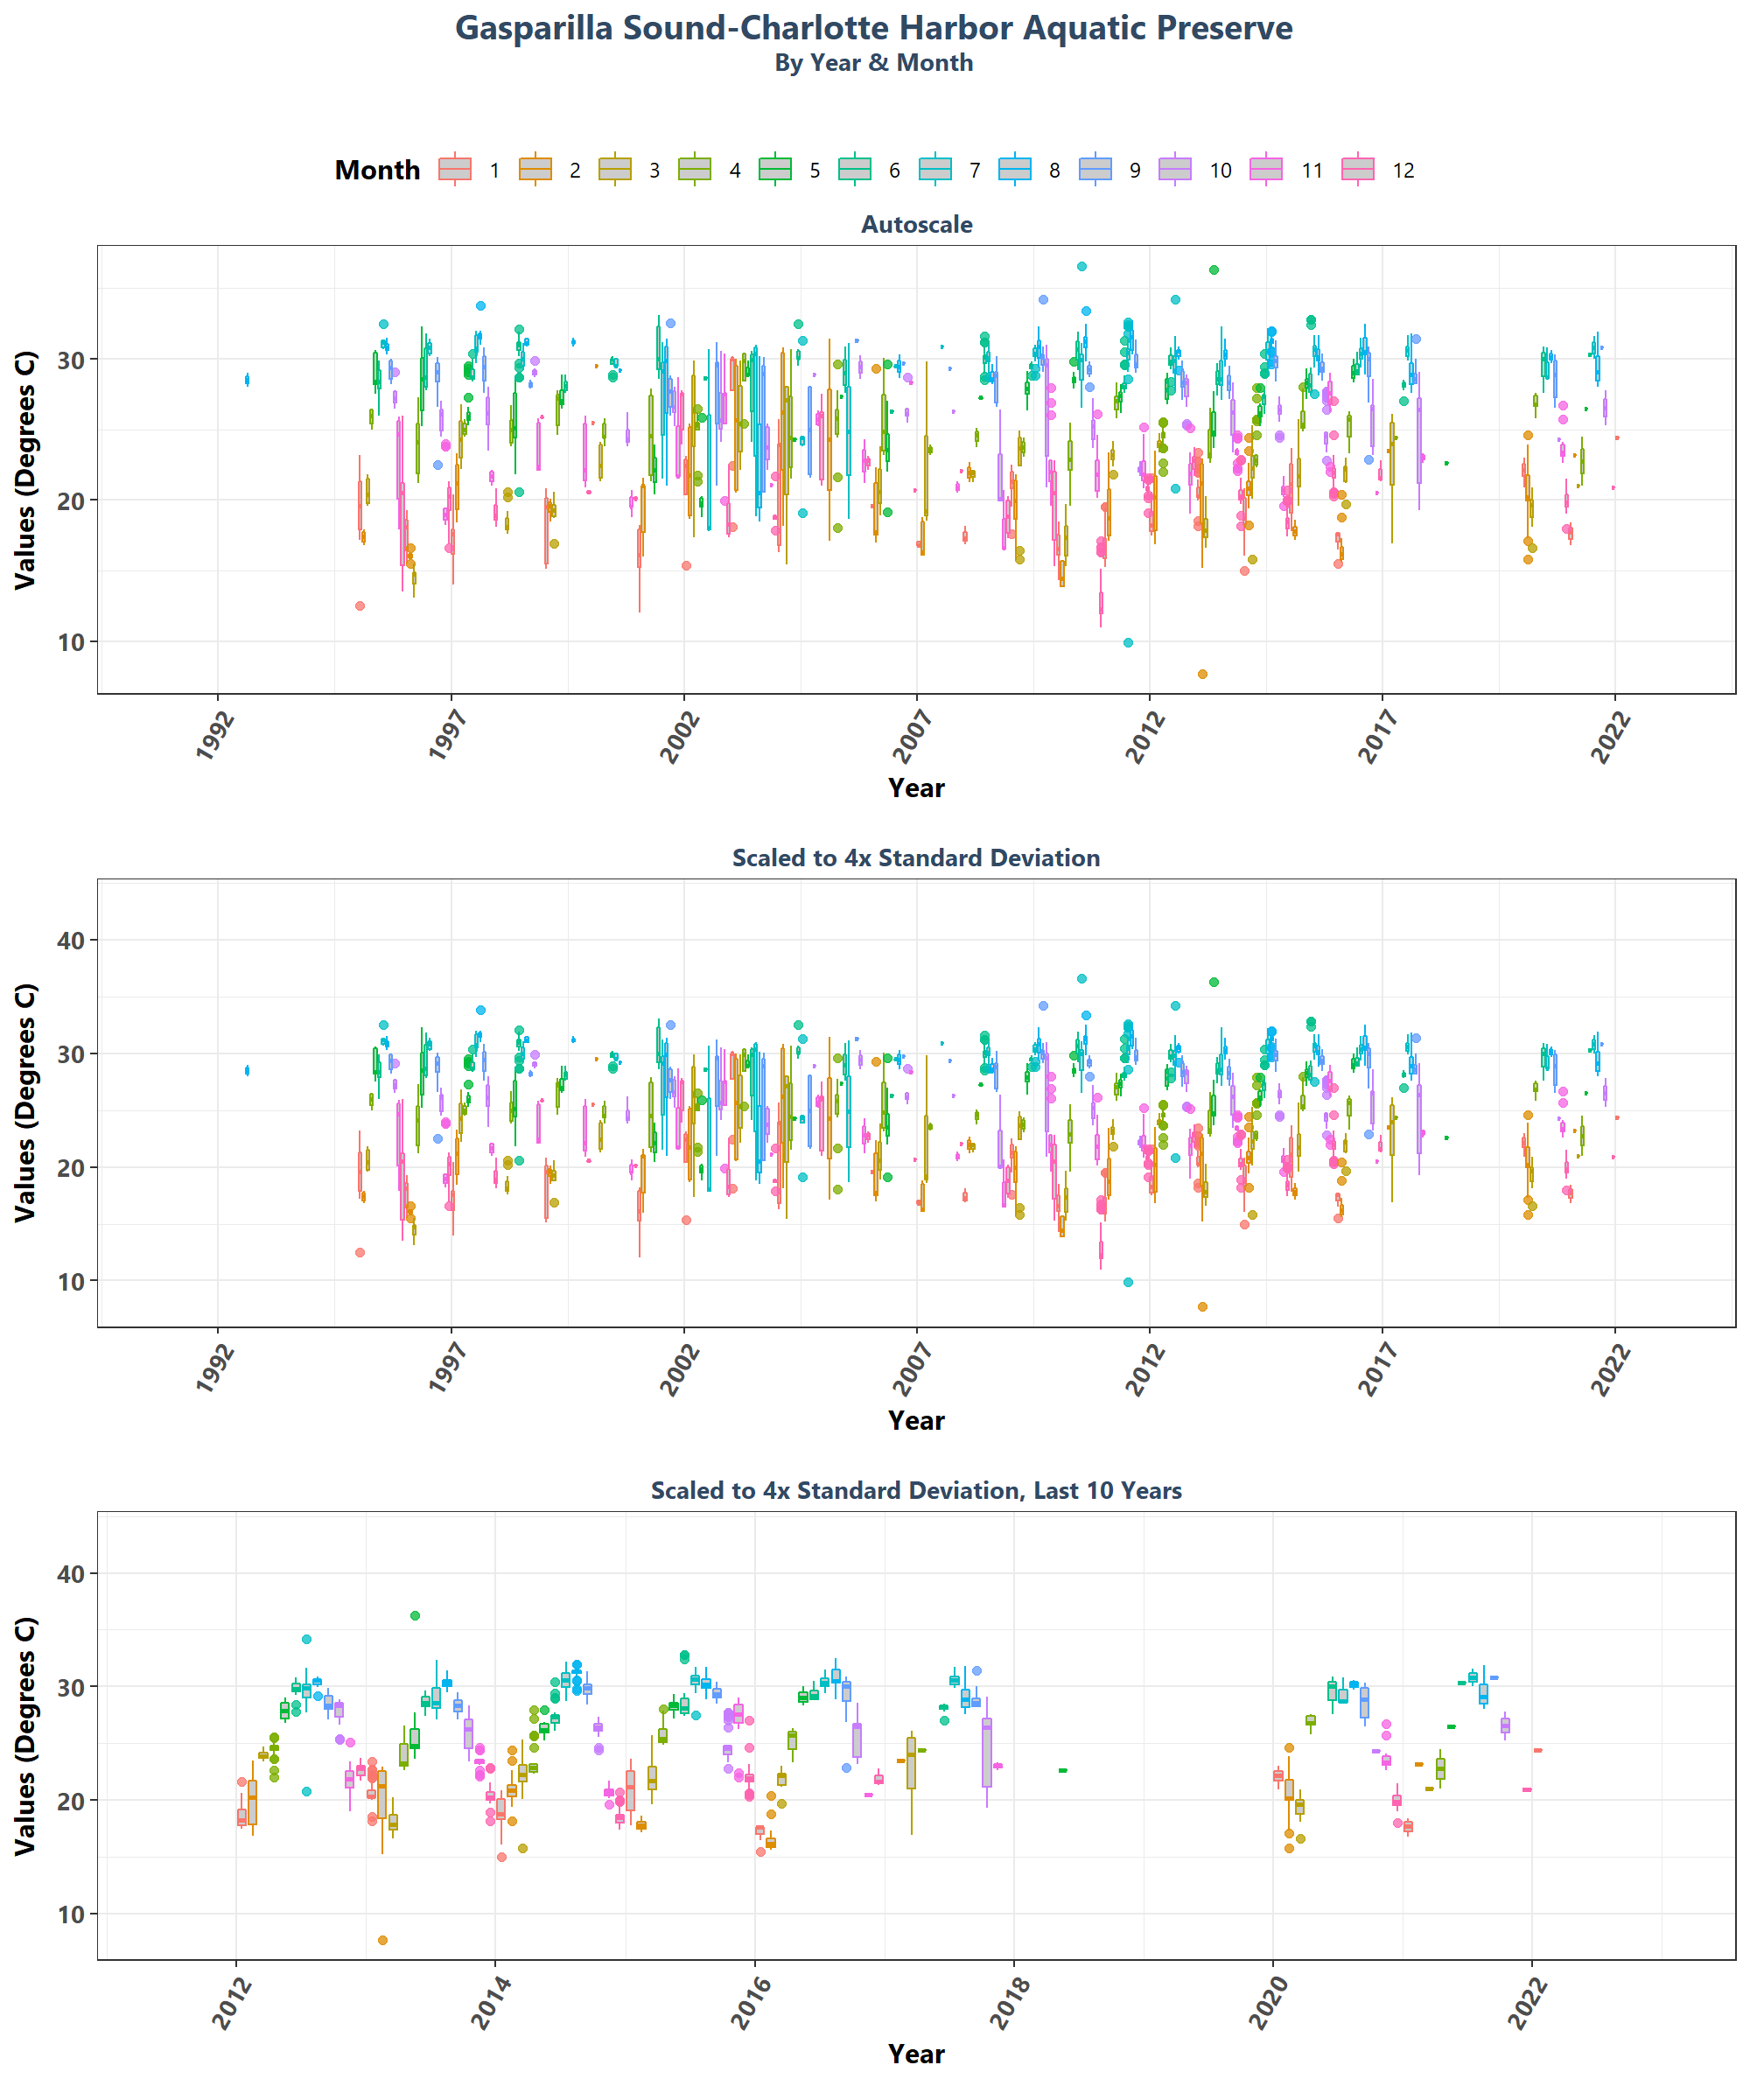 Gasparilla Sound-Charlotte Harbor Aquatic Preserve
By Year & Month
Month 1 2 3 4 5 6 7 8 9 10 11 12
Autoscale
Values (Degrees C)
30
20
10
1992 1997 2002 2007 2012 2017 2022
Year
Scaled to 4x Standard Deviation
Values (Degrees C)
40
30
20
10
1992 1997 2002 2007 2012 2017 2022
Year
Scaled to 4x Standard Deviation, Last 10 Years
Values (Degrees C)
40
30
20
10
2012 2014 2016 2018 2020 2022
Year